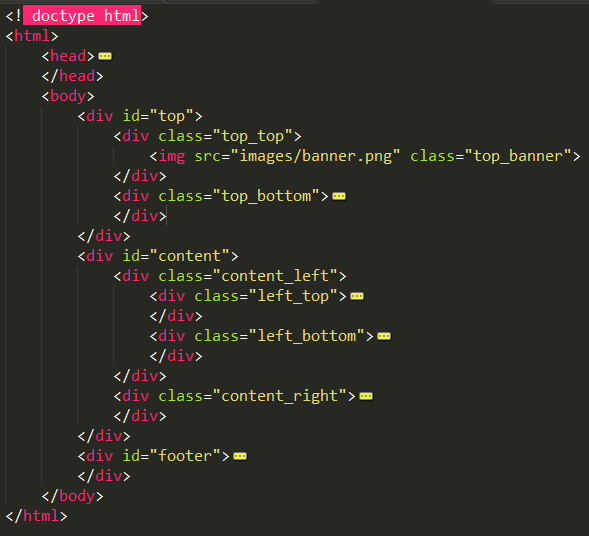 <! doctype html>
<html>
<head>
</head>
<body>
<div id="top">
<div class="top_top">
<img src="images/banner.png" class="top_banner">
</div>
<div class="top_bottom">
</div>
</div>
<div id="content">
<div class="content_left">
<div class="left_top">
</div>
<div class="left_bottom">
</div>
</div>
<div class="content_right">
</div>
</div>
<div id="footer">
</div>
</body>
</html>